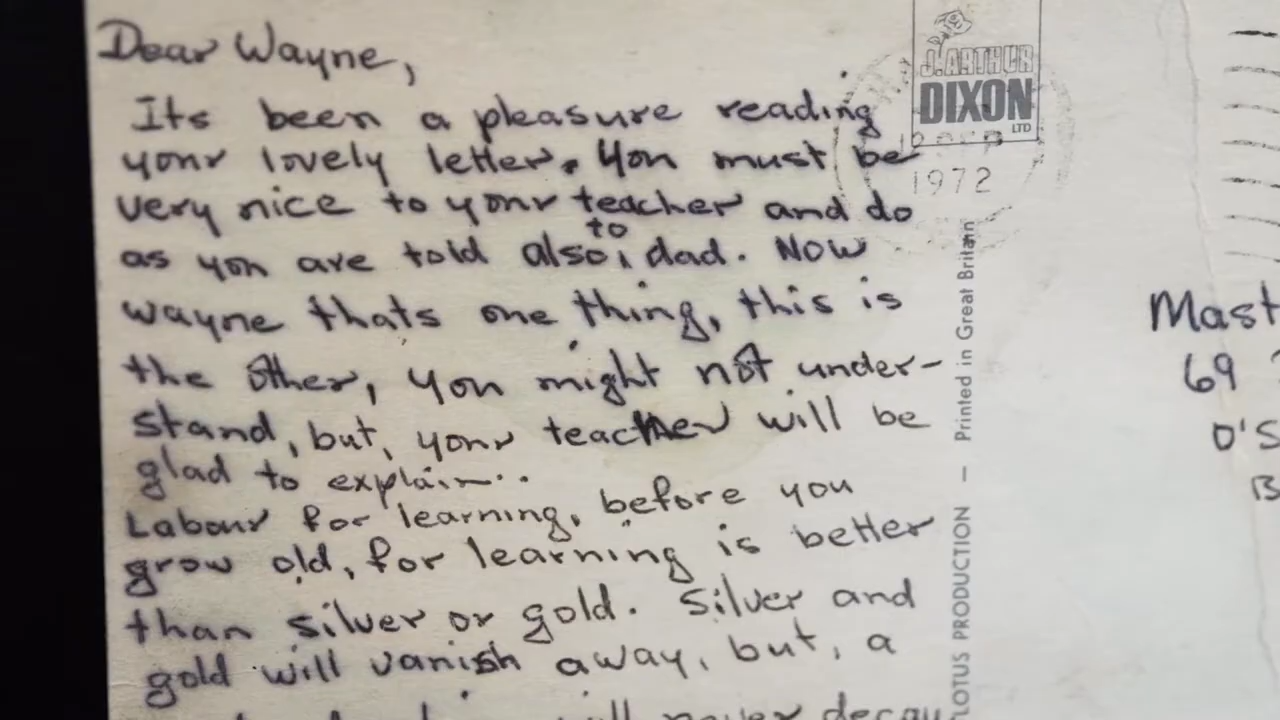 Dear Wayne,
Its been a pleasure reading
your lovely letter. You must be
very nice to your teacher and do
to
as you are told also, dad. Now
Wayne thats one thing, this is
the other, you might not under-
stand, but, your teacher will be
glad to explain..
Labour for learning, before you
grow old, for learning is better
than silver or gold. Silver and
gold will vanish away, but, a
will never decay
J. ARTHUR
DIXON
LTD
SEP
1972
LOTUS PRODUCTION — Printed in Great Britain
Mast
69
O'S
B